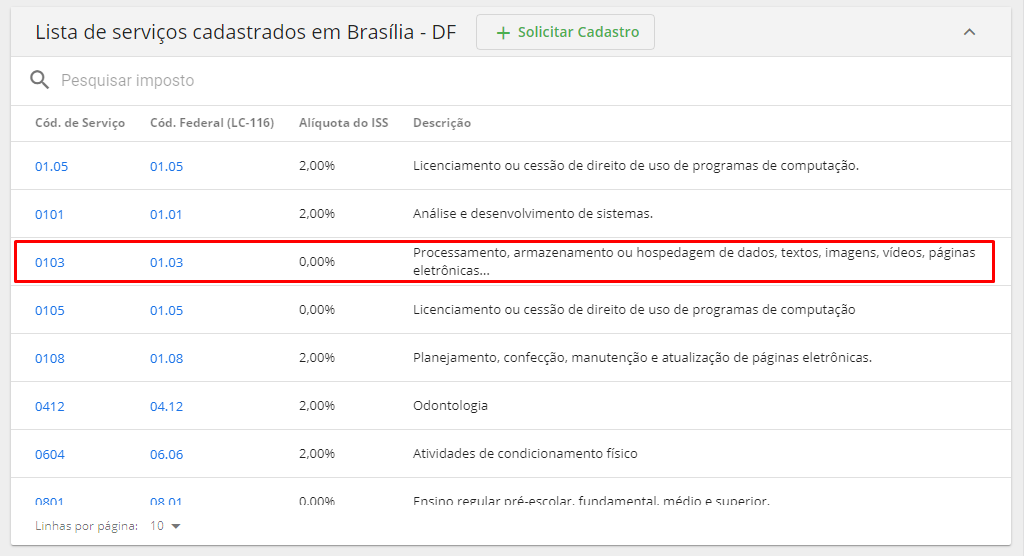 Lista de serviços cadastrados em Brasília - DF
+ Solicitar Cadastro
Pesquisar imposto
Cód. de Serviço Cód. Federal (LC-116) Alíquota do ISS Descrição
01.05 01.05 2,00% Licenciamento ou cessão de direito de uso de programas de computação.
0101 01.01 2,00% Análise e desenvolvimento de sistemas.
0103 01.03 0,00% Processamento, armazenamento ou hospedagem de dados, textos, imagens, vídeos, páginas
eletrônicas...
0105 01.05 0,00% Licenciamento ou cessão de direito de uso de programas de computação
0108 01.08 2,00% Planejamento, confecção, manutenção e atualização de páginas eletrônicas.
0412 04.12 2,00% Odontologia
0604 06.06 2,00% Atividades de condicionamento físico
0801 08.01 0,00% Ensino regular pré-escolar, fundamental, médio e superior.
Linhas por página: 10